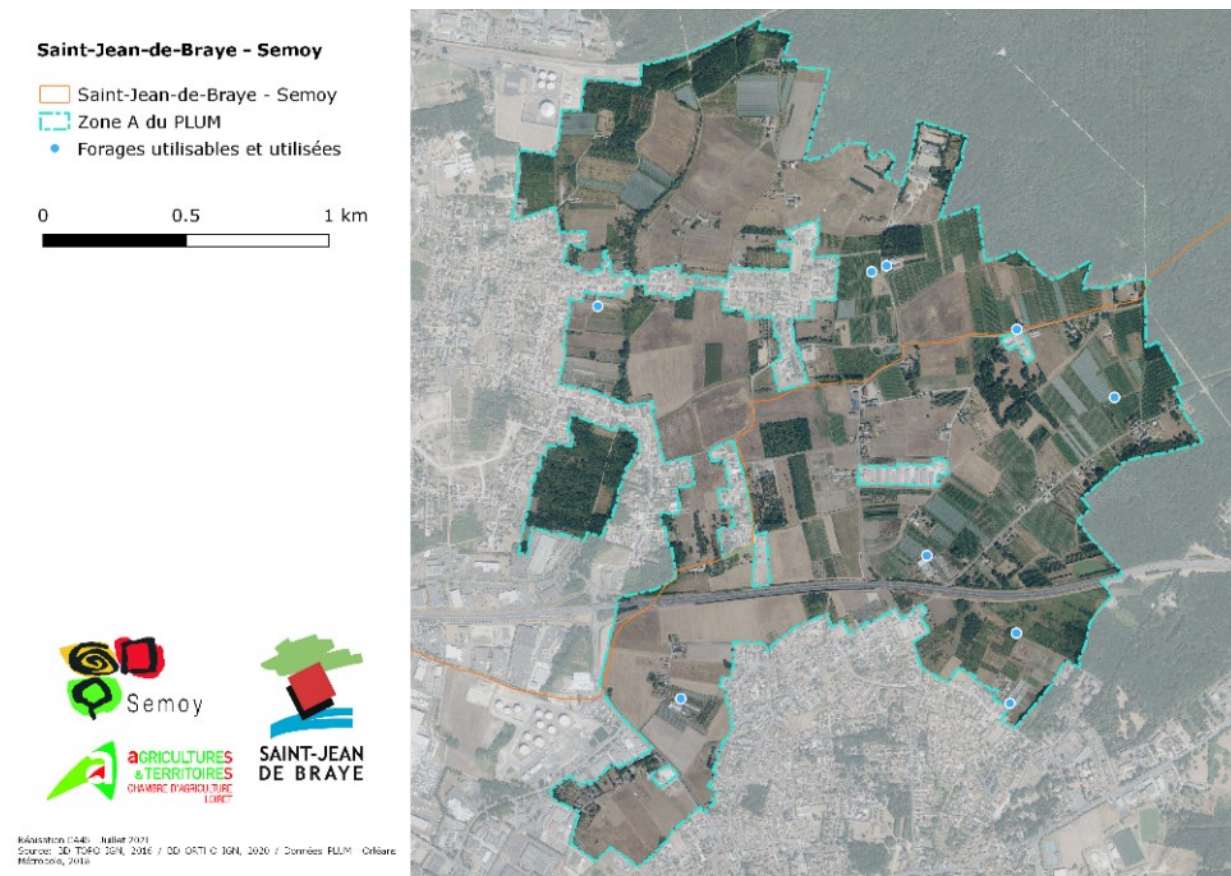 Saint-Jean-de-Braye - Semoy
Saint-Jean-de-Braye - Semoy
Zone A du PLUM
Forages utilisables et utilisées
0 0.5 1 km
Semoy
SAINT-JEAN
DE BRAYE
aGRICULTURES
& TERRITOIRES
CHAMBRE D'AGRICULTURE
LOIRET
Réalisation CA45 Juillet 2021
Source: BD TOPO IGN, 2016 / BD ORTHO IGN, 2020 / Données PLUM Orléans
Métropole, 2018